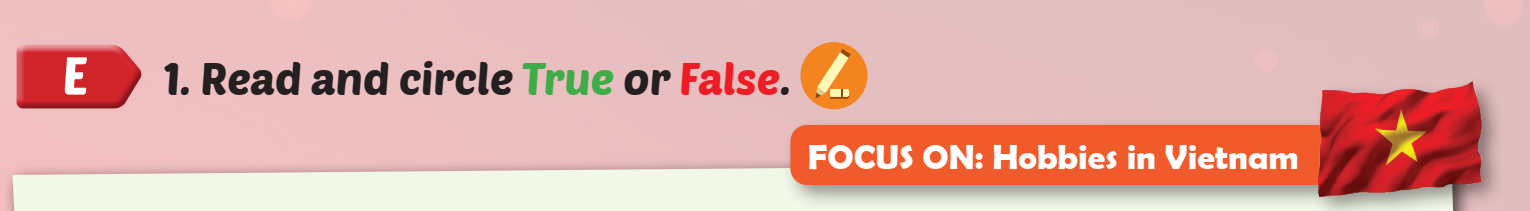 E 1. Read and circle True or False.
FOCUS ON: Hobbies in Vietnam